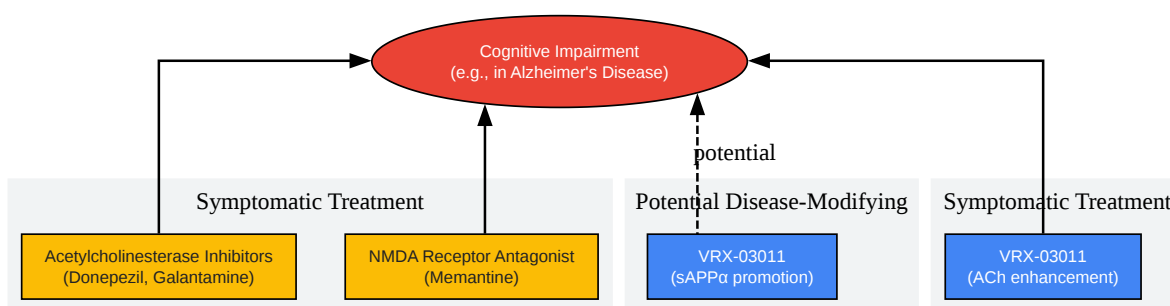 Cognitive Impairment
(e.g., in Alzheimer's Disease)
potential
Symptomatic Treatment
Potential Disease-Modifying
Symptomatic Treatment
Acetylcholinesterase Inhibitors
(Donepezil, Galantamine)
NMDA Receptor Antagonist
(Memantine)
VRX-03011
(sAPPα promotion)
VRX-03011
(ACh enhancement)